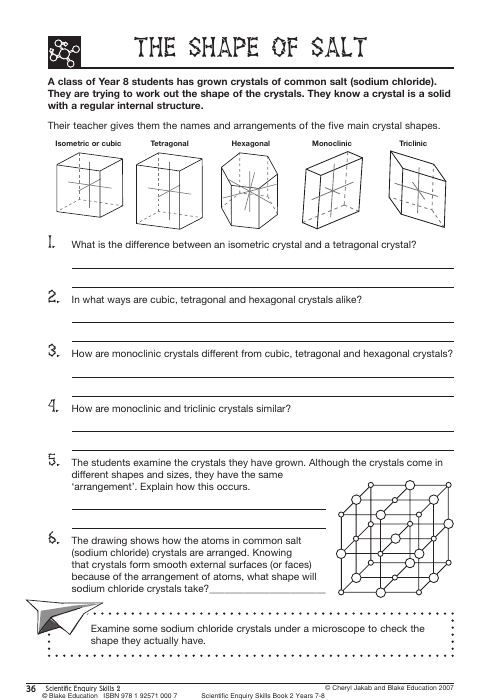 THE SHAPE OF SALT
A class of Year 8 students has grown crystals of common salt (sodium chloride).
They are trying to work out the shape of the crystals. They know a crystal is a solid
with a regular internal structure.
Their teacher gives them the names and arrangements of the five main crystal shapes.
Isometric or cubic Tetragonal Hexagonal Monoclinic Triclinic
1. What is the difference between an isometric crystal and a tetragonal crystal?
2. In what ways are cubic, tetragonal and hexagonal crystals alike?
3. How are monoclinic crystals different from cubic, tetragonal and hexagonal crystals?
4. How are monoclinic and triclinic crystals similar?
5. The students examine the crystals they have grown. Although the crystals come in
different shapes and sizes, they have the same
‘arrangement’. Explain how this occurs.
6. The drawing shows how the atoms in common salt
(sodium chloride) crystals are arranged. Knowing
that crystals form smooth external surfaces (or faces)
because of the arrangement of atoms, what shape will
sodium chloride crystals take?
Examine some sodium chloride crystals under a microscope to check the
shape they actually have.
36 Scientific Enquiry Skills 2 © Cheryl Jakab and Blake Education 2007
© Blake Education ISBN 978 1 92571 000 7 Scientific Enquiry Skills Book 2 Years 7-8